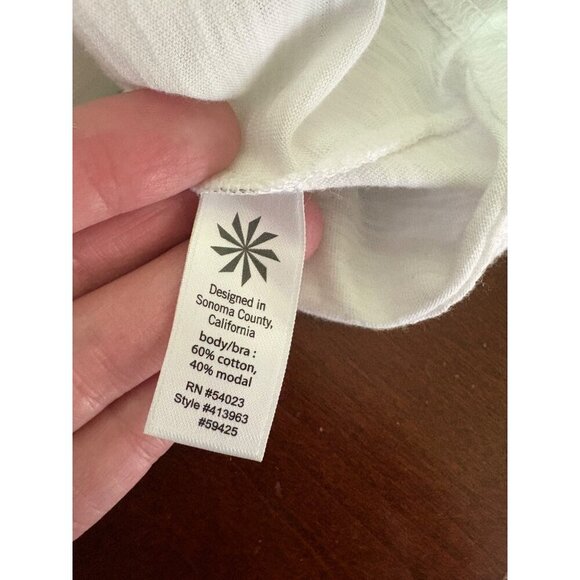 Designed in
Sonoma County,
California
body/bra :
60% cotton,
40% modal
RN #54023
Style #413963
#59425